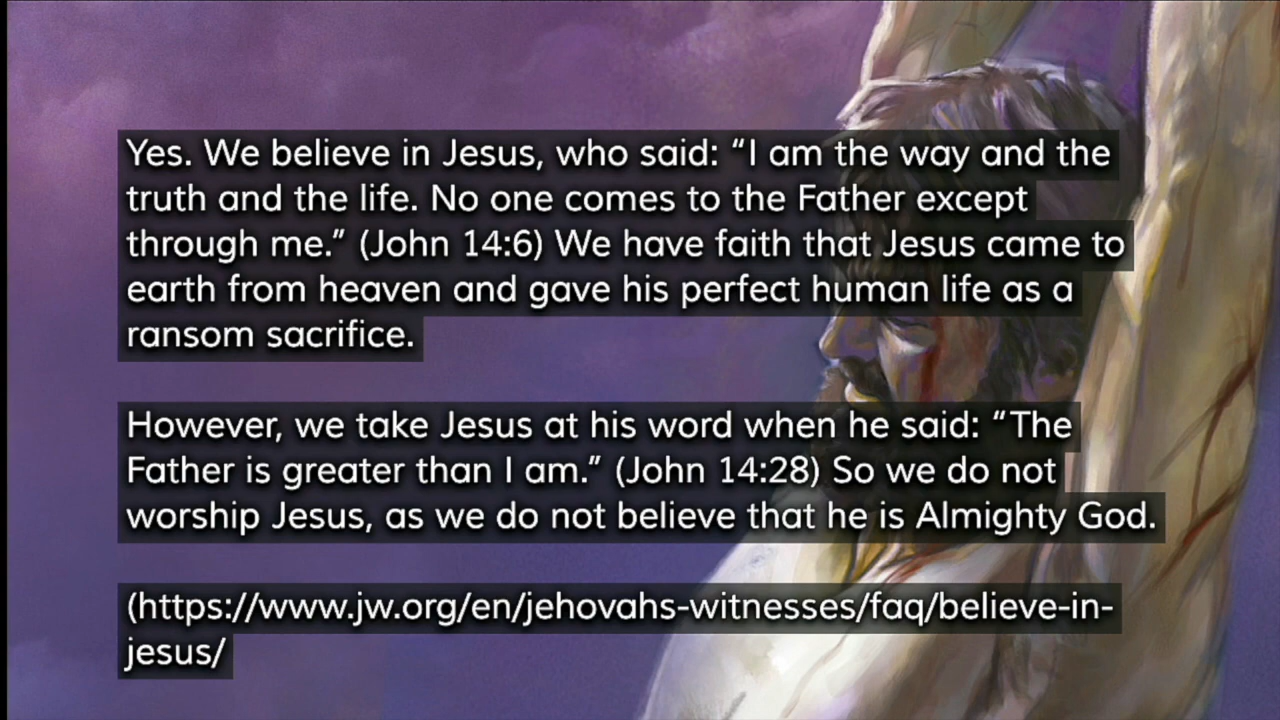 Yes. We believe in Jesus, who said: “I am the way and the
truth and the life. No one comes to the Father except
through me.” (John 14:6) We have faith that Jesus came to
earth from heaven and gave his perfect human life as a
ransom sacrifice.
However, we take Jesus at his word when he said: “The
Father is greater than I am.” (John 14:28) So we do not
worship Jesus, as we do not believe that he is Almighty God.
(https://www.jw.org/en/jehovahs-witnesses/faq/believe-in-
jesus/